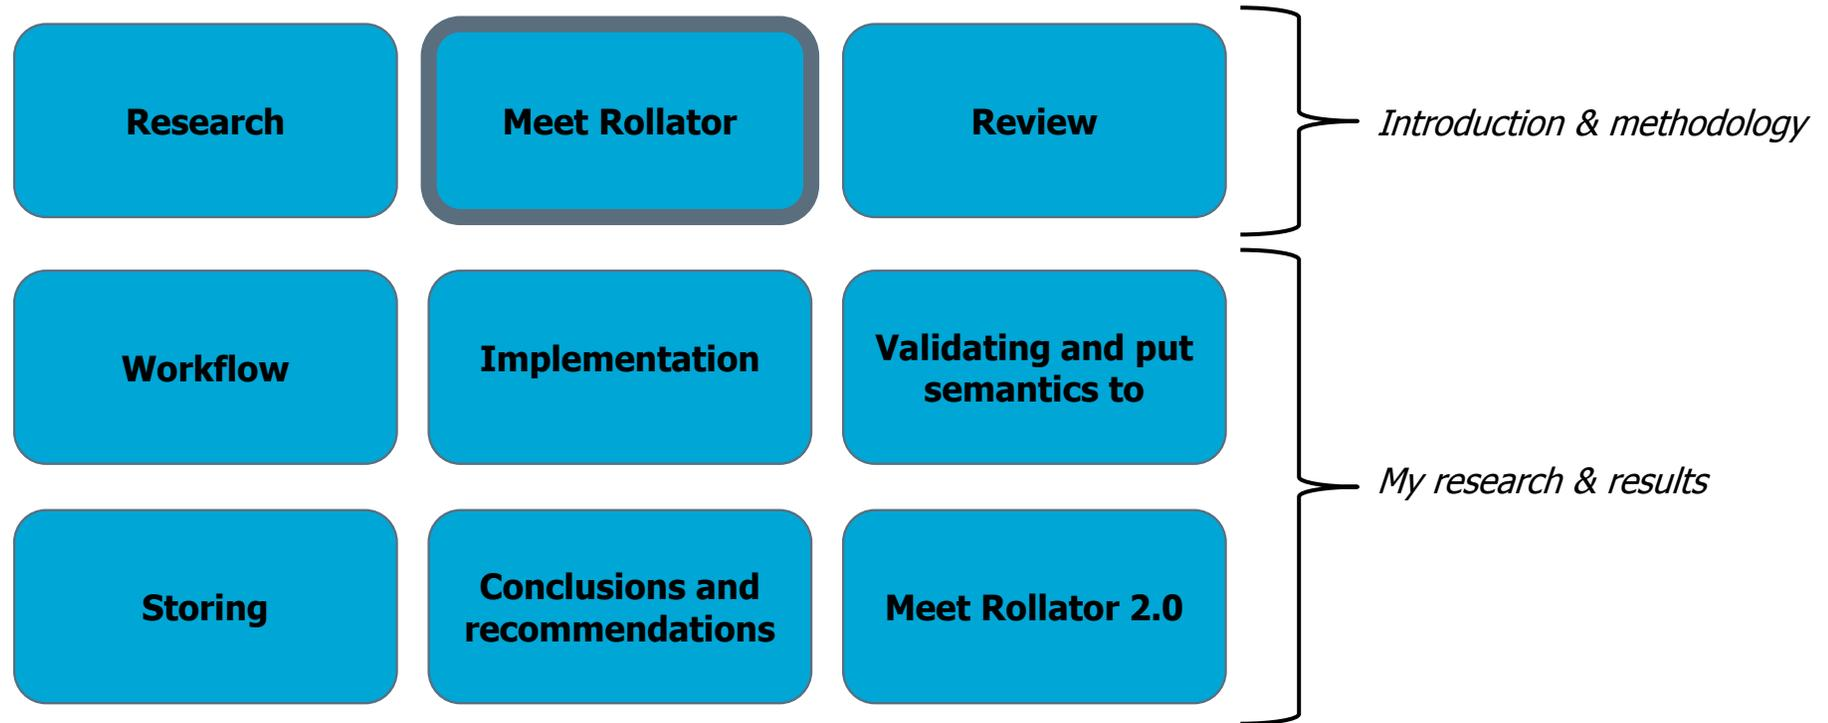 Research
Meet Rollator
Review
Introduction & methodology
Workflow
Implementation
Validating and put
semantics to
My research & results
Storing
Conclusions and
recommendations
Meet Rollator 2.0